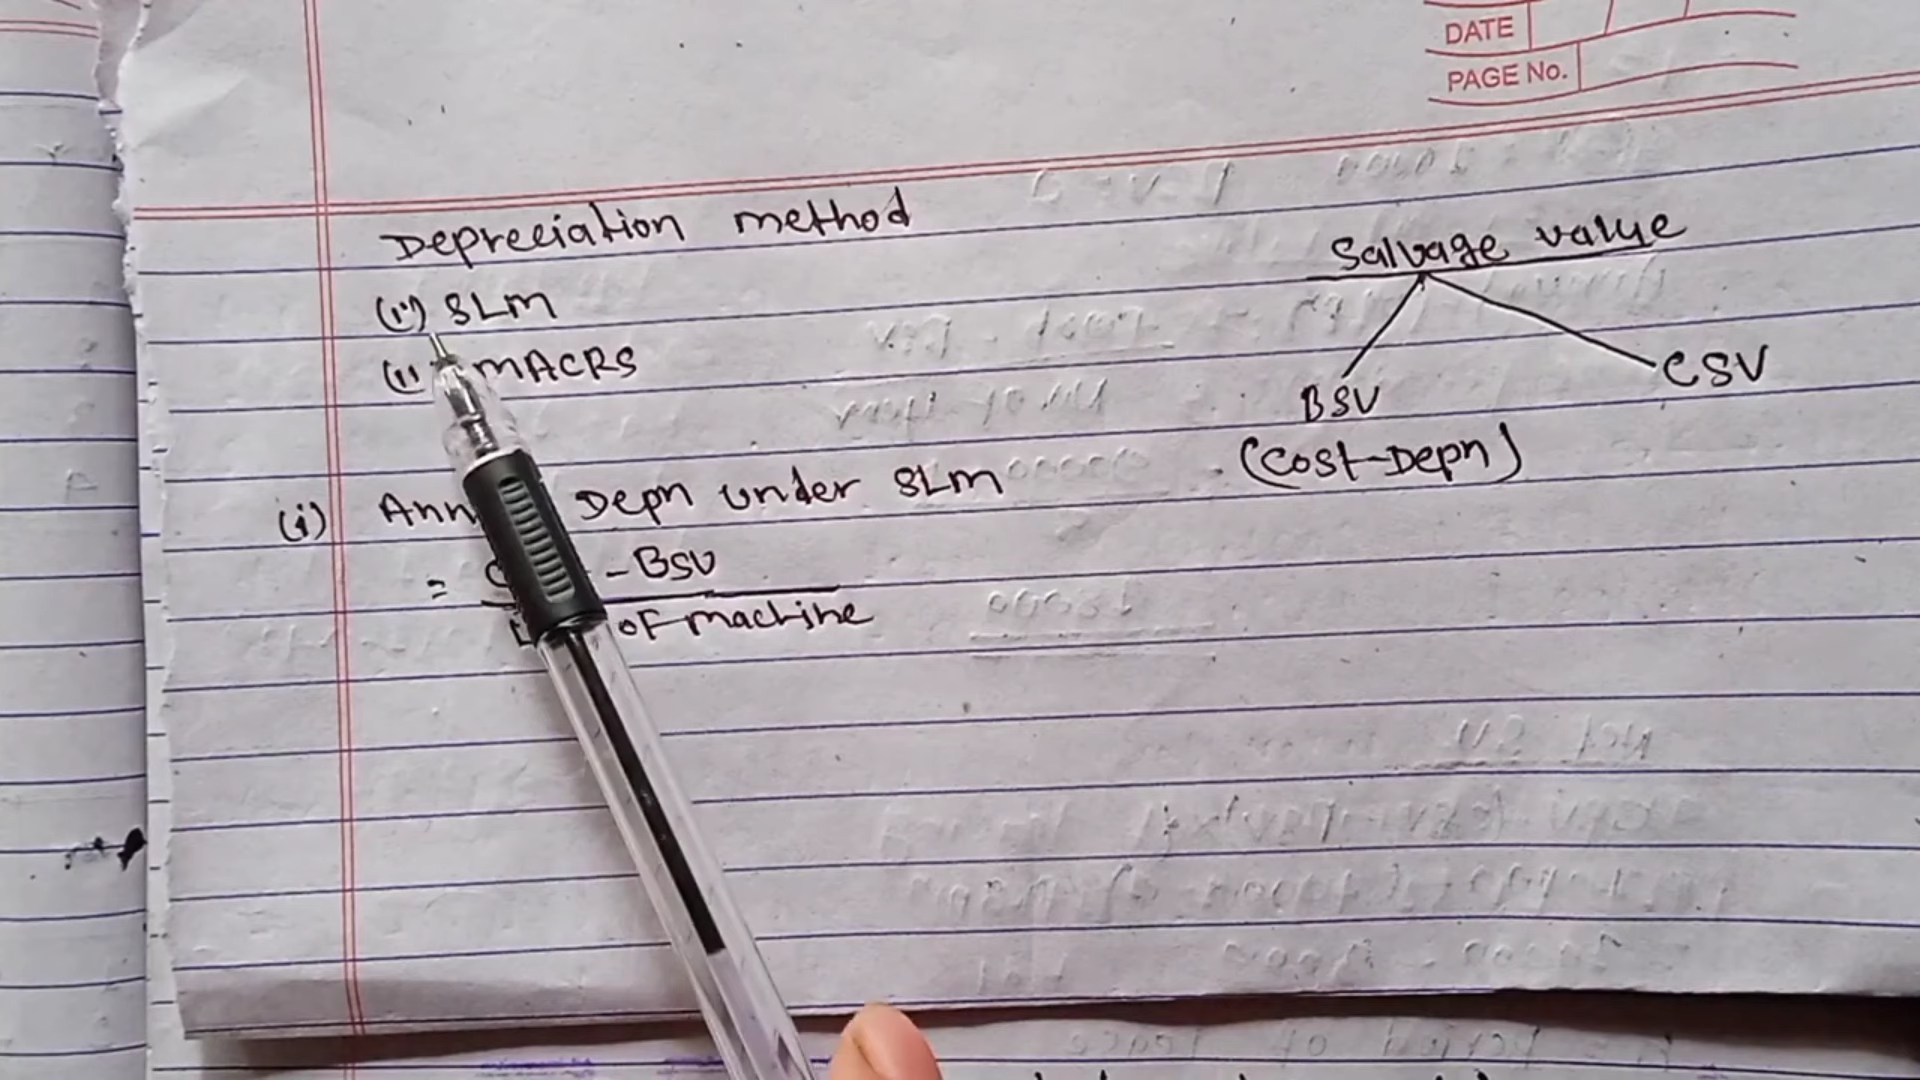 DATE
PAGE No.
Depreciation method
(i) SLM
MACRS
Salvage value
BSV
CSV
(Cost-Depn)
(i) Depn under SLM
= -BSV
of machine